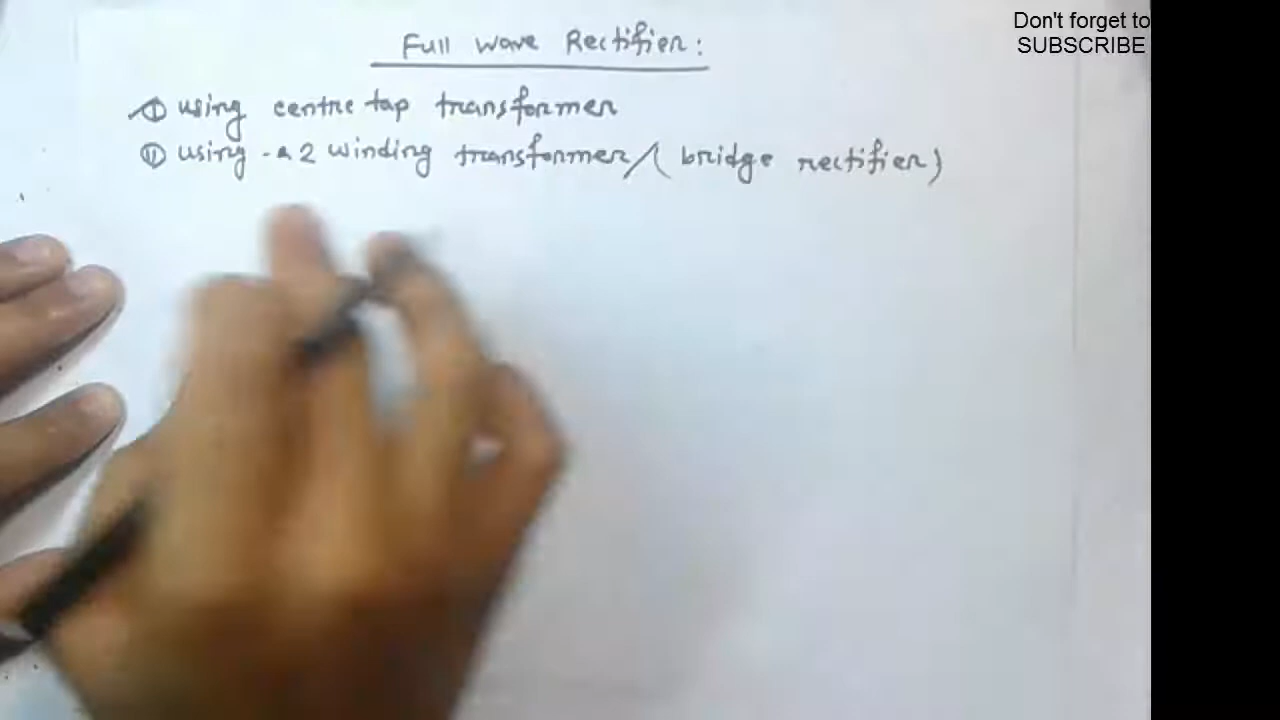 Full Wave Rectifier:
① using centre tap transformer
② using a 2 winding transformer/(bridge rectifier)
Don't forget to
SUBSCRIBE